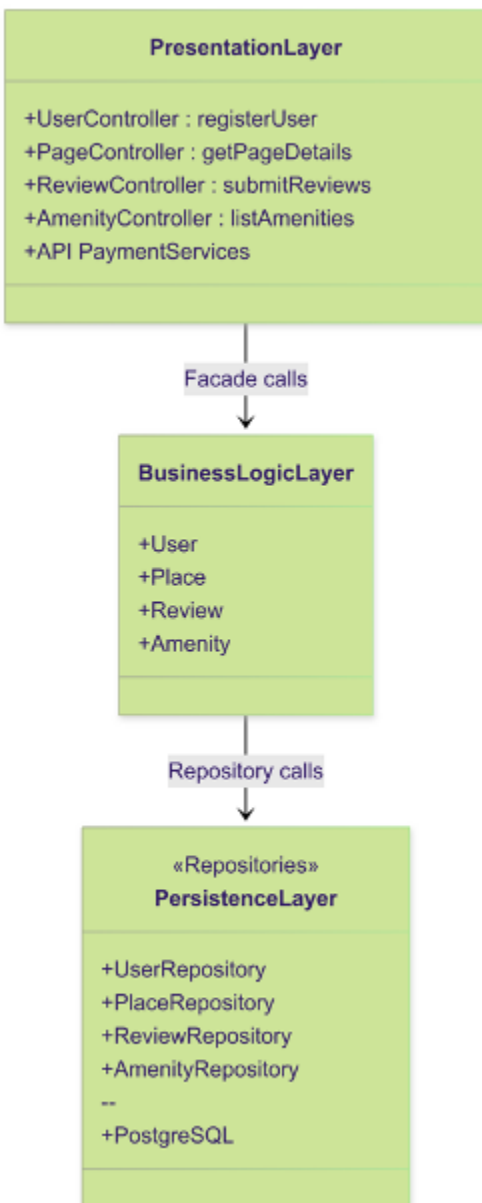 PresentationLayer
+UserController : registerUser
+PageController : getPageDetails
+ReviewController : submitReviews
+AmenityController : listAmenities
+API PaymentServices
Facade calls
BusinessLogicLayer
+User
+Place
+Review
+Amenity
Repository calls
«Repositories»
PersistenceLayer
+UserRepository
+PlaceRepository
+ReviewRepository
+AmenityRepository
--
+PostgreSQL